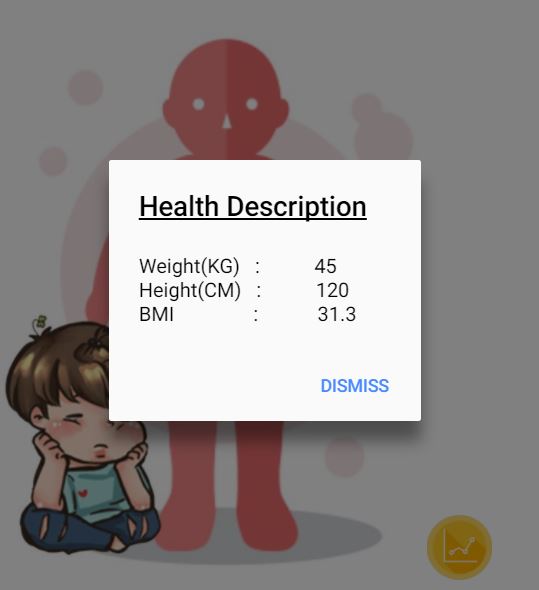 Health Description
Weight(KG) : 45
Height(CM) : 120
BMI : 31.3
DISMISS